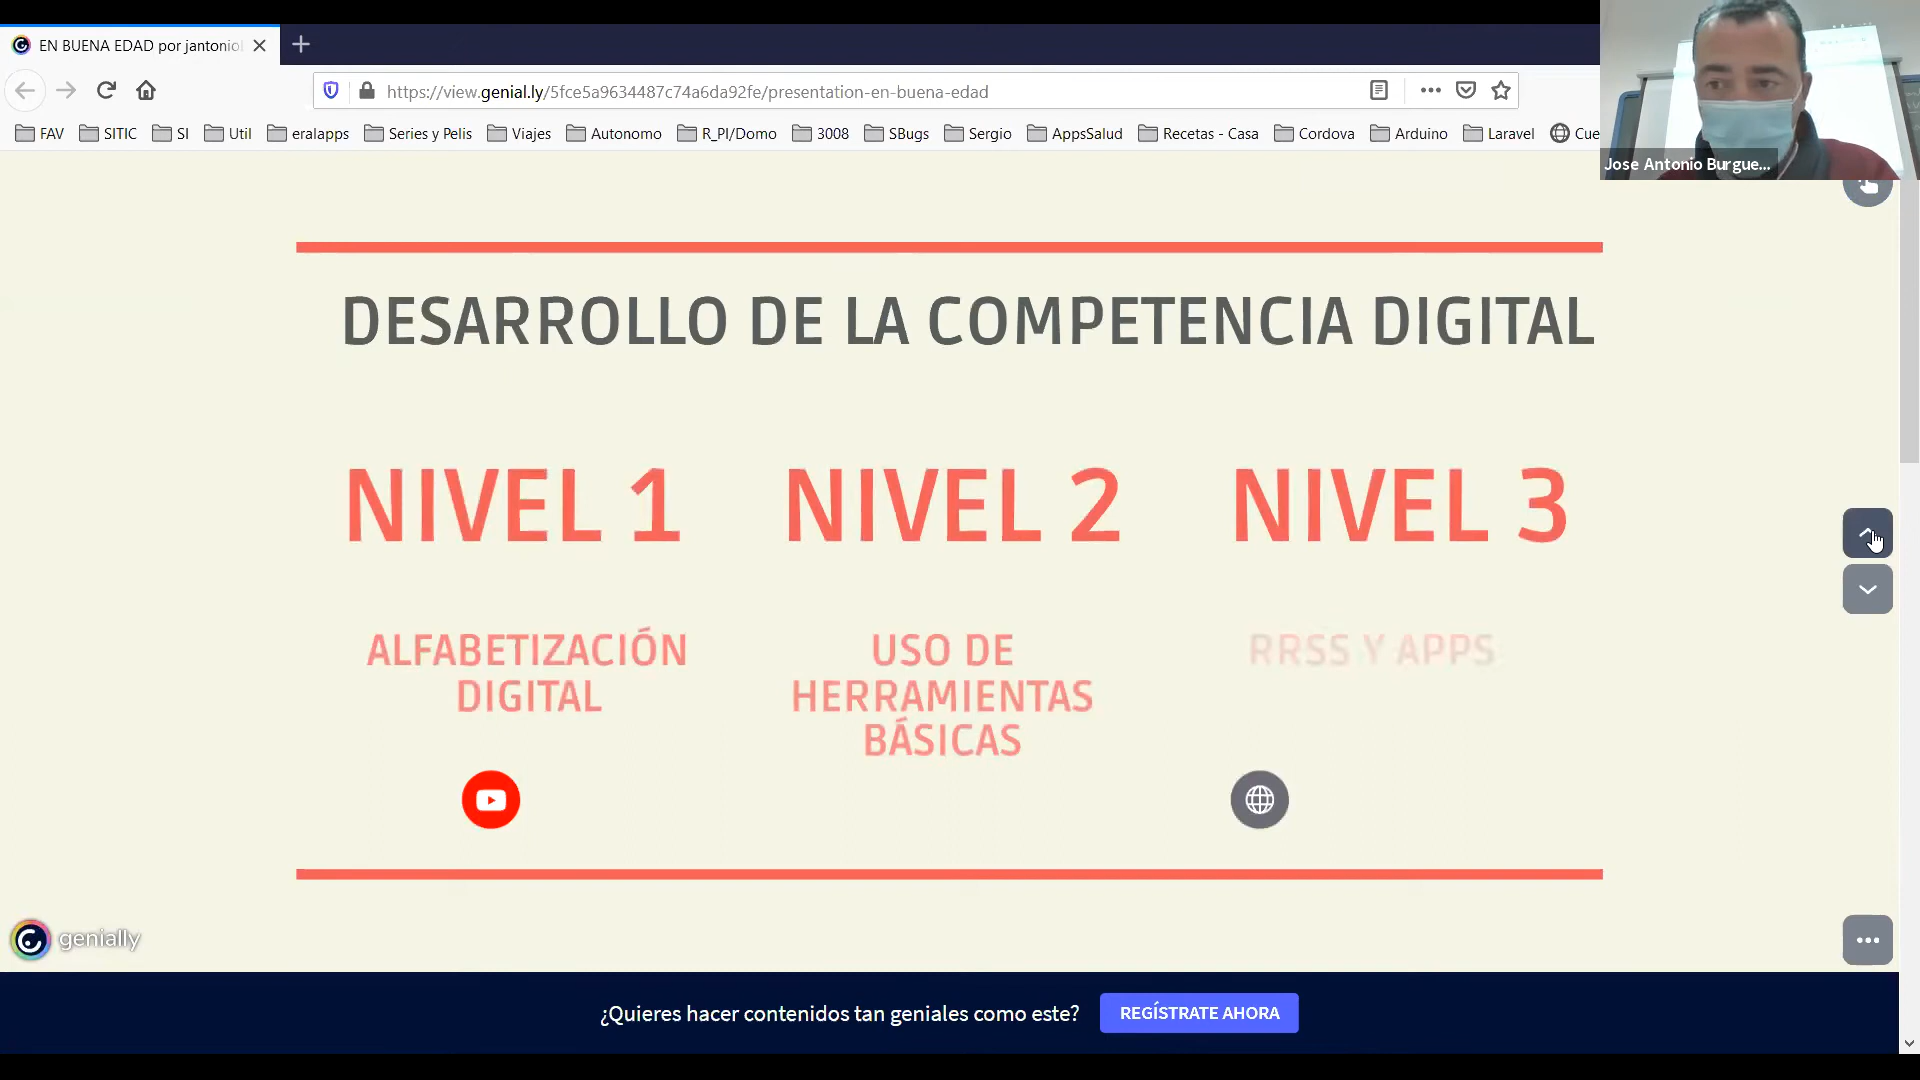 EN BUENA EDAD por jantonio
https://view.genial.ly/5fce5a9634487c74a6da92fe/presentation-en-buena-edad
FAV SITIC SI Util eralapps Series y Pelis Viajes Autonomo R_PI/Domo 3008 SBugs Sergio AppsSalud Recetas - Casa Cordova Arduino Laravel Cue
Jose Antonio Burgue...
DESARROLLO DE LA COMPETENCIA DIGITAL
NIVEL 1 NIVEL 2 NIVEL 3
ALFABETIZACIÓN USO DE RRSS Y APPS
DIGITAL HERRAMIENTAS
BÁSICAS
genially
¿Quieres hacer contenidos tan geniales como este? REGÍSTRATE AHORA